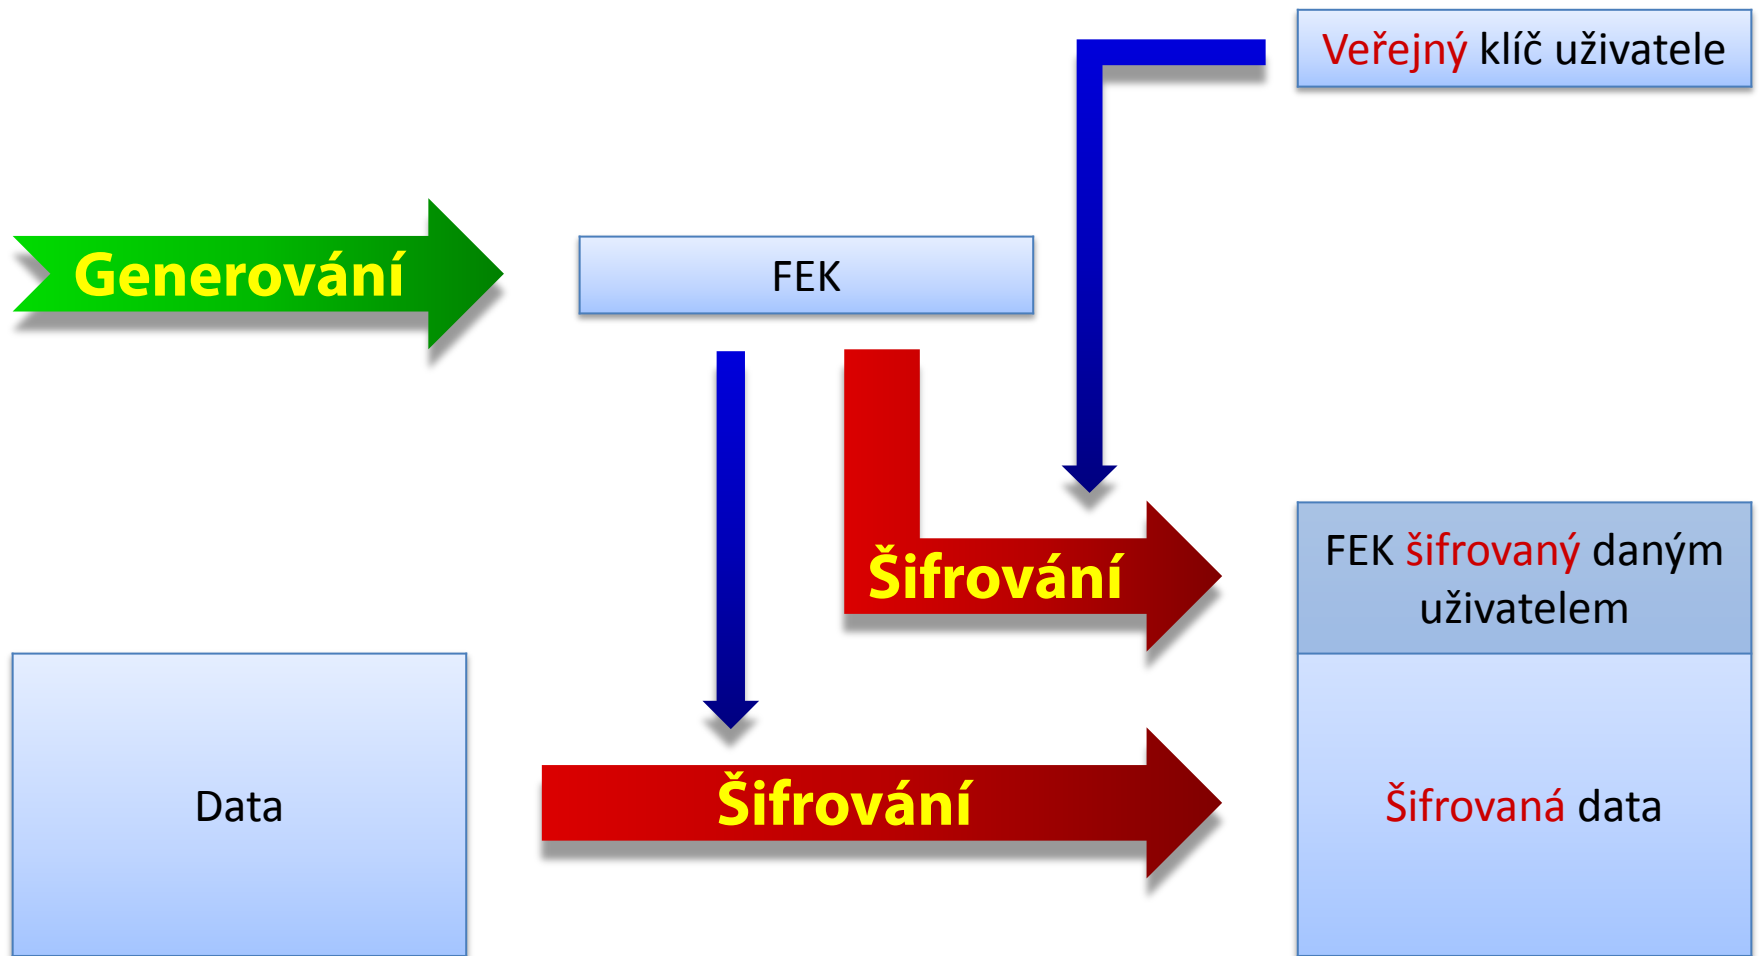 Veřejný klíč uživatele
Generování
FEK
Šifrování
FEK šifrovaný daným
uživatelem
Data
Šifrování
Šifrovaná data